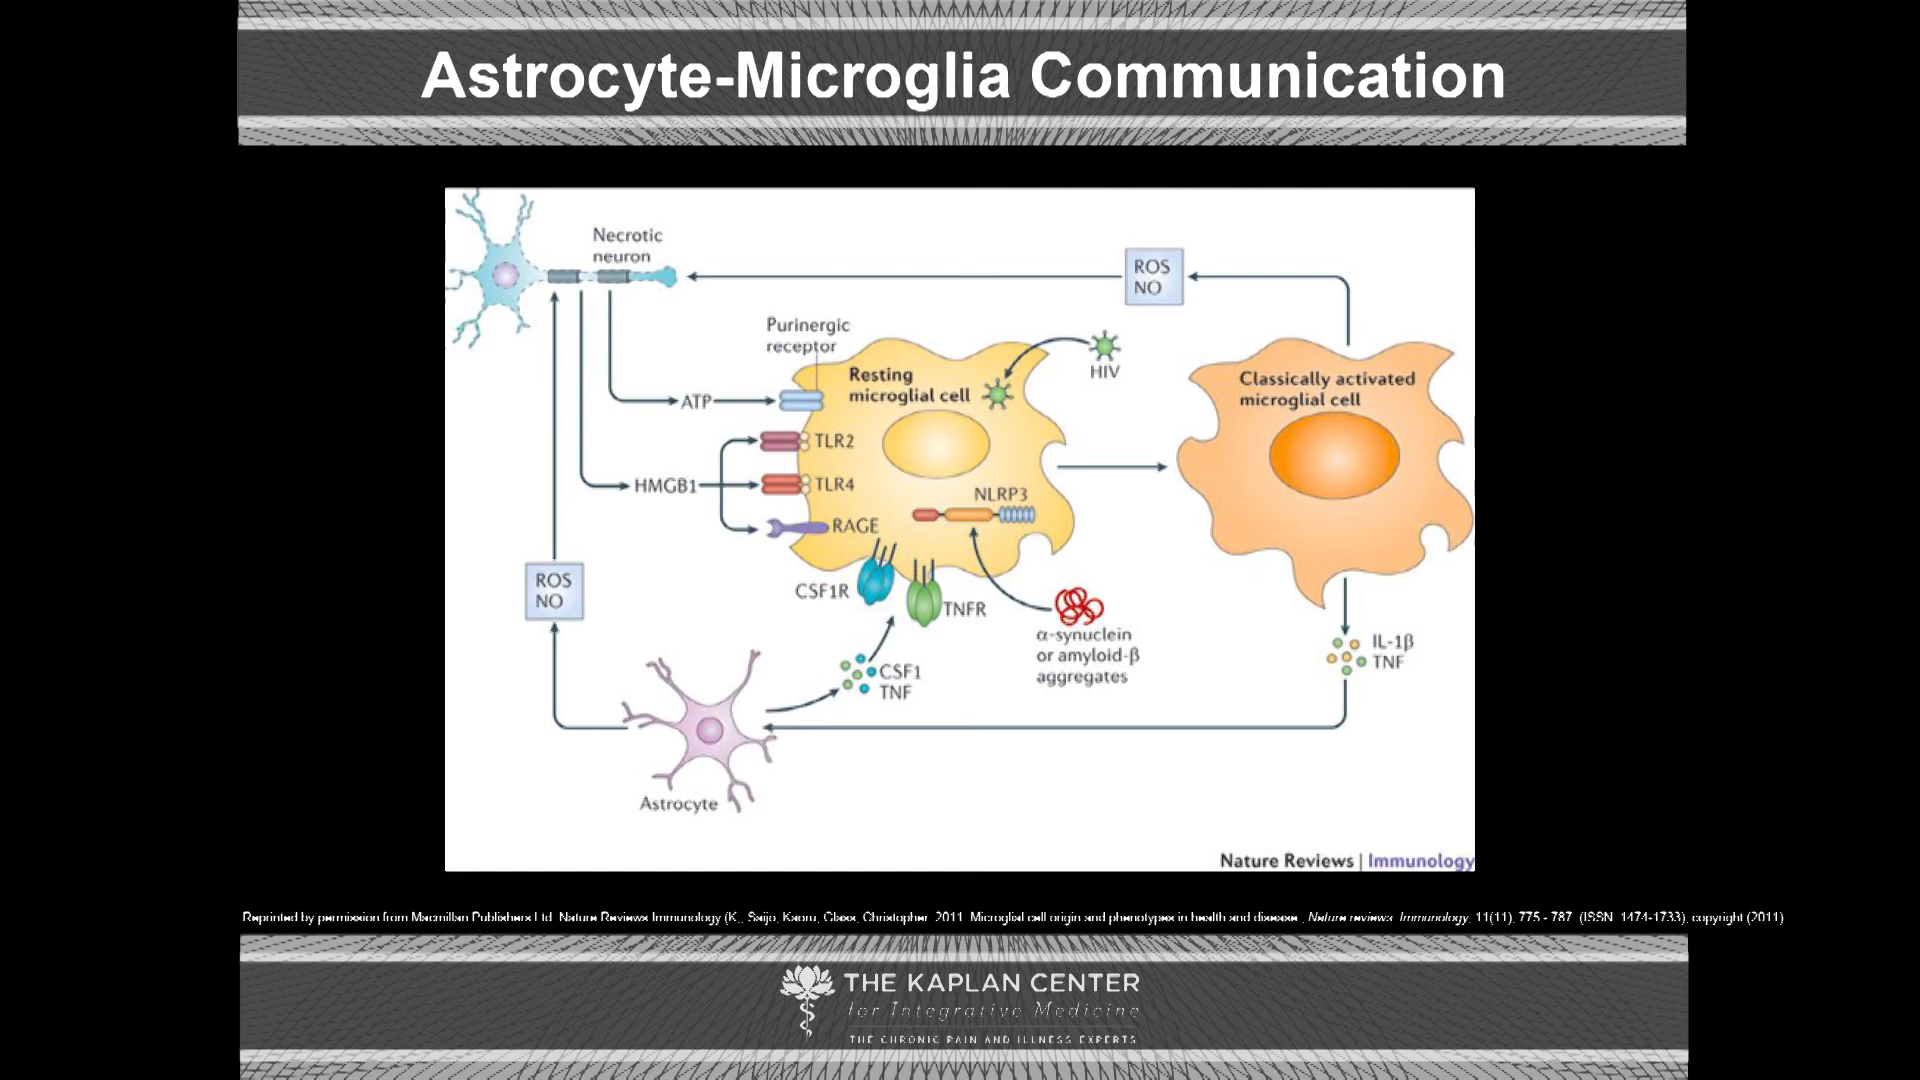 Astrocyte-Microglia Communication
Necrotic
neuron
ROS
NO
Purinergic
receptor
HIV
Resting
microglial cell
Classically activated
microglial cell
ATP
TLR2
HMGB1
TLR4
NLRP3
RAGE
ROS
NO
CSF1R
TNFR
α-synuclein
or amyloid-β
aggregates
IL-1β
TNF
CSF1
TNF
Astrocyte
Nature Reviews | Immunology
Reprinted by permission from Macmillan Publishers Ltd. Nature Reviews Immunology (K., Saijo, Kaoru, Glass, Christopher. 2011. Microglial cell origin and phenotypes in health and disease., Nature reviews. Immunology, 11(11), 775 - 787. (ISSN: 1474-1733), copyright (2011)
THE KAPLAN CENTER
for Integrative Medicine
THE CHRONIC PAIN AND ILLNESS EXPERTS